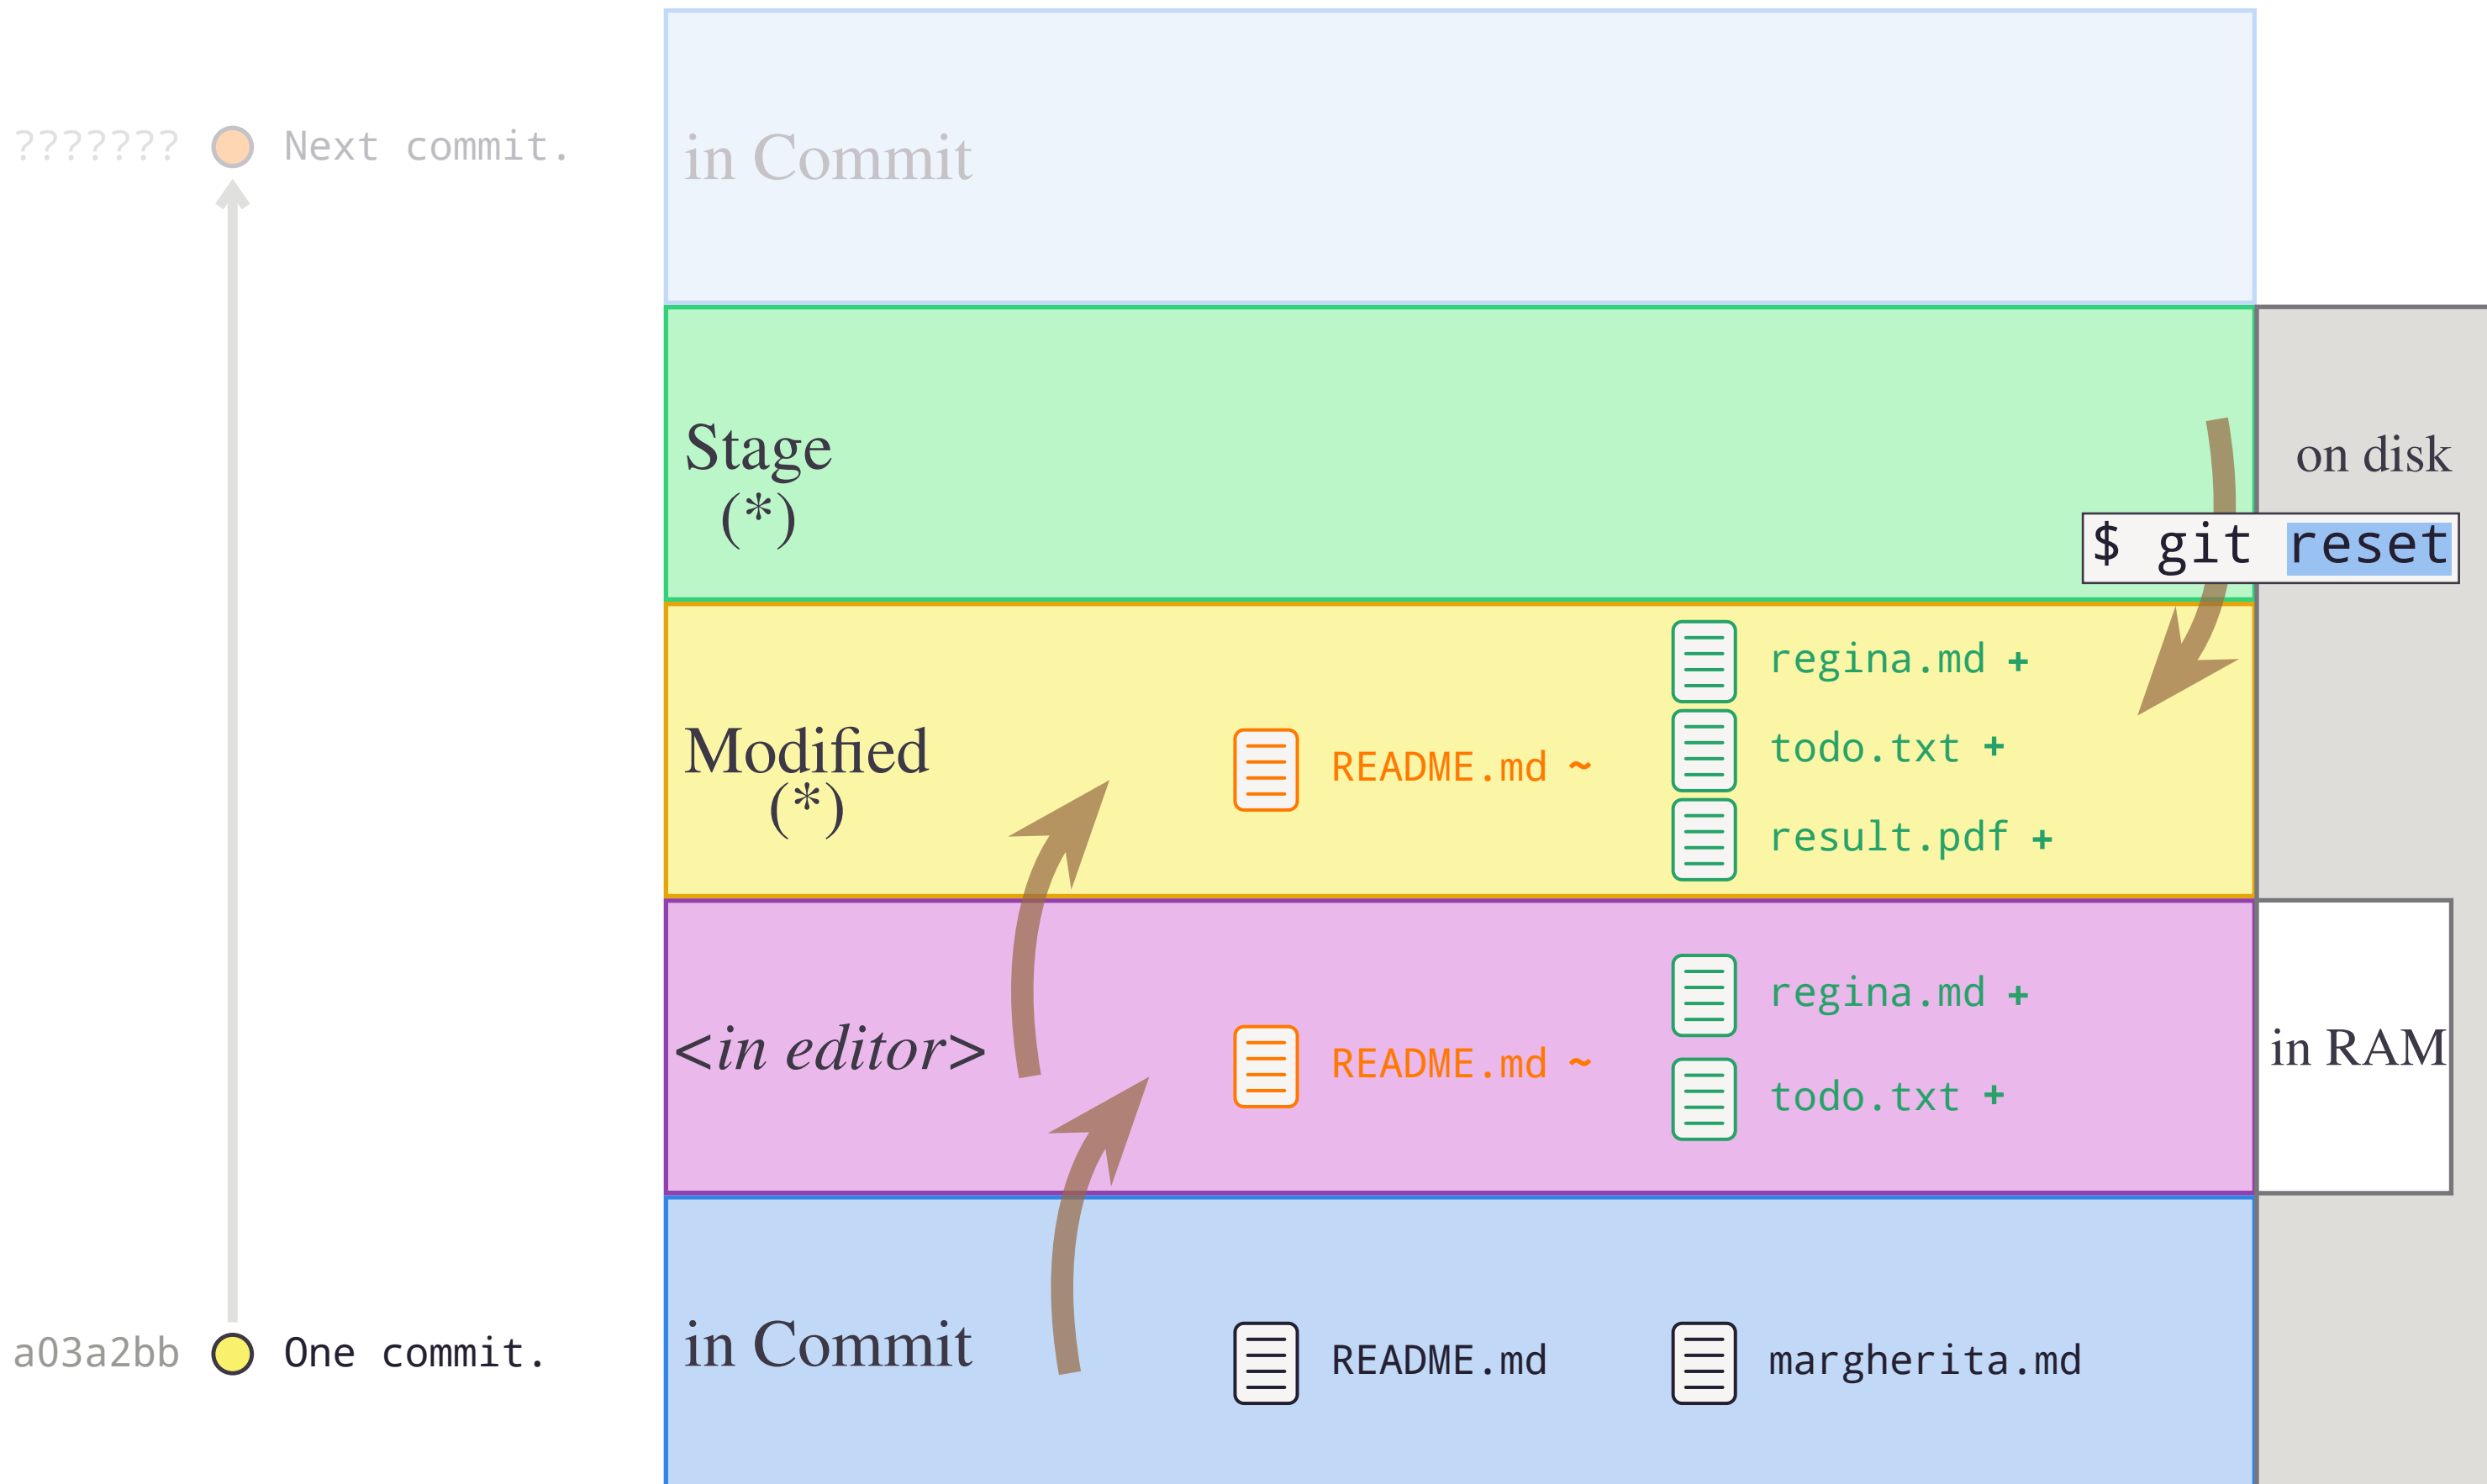 ??????? Next commit.
in Commit
Stage
(*)
on disk
$ git reset
Modified
(*)
README.md ~
regina.md +
todo.txt +
result.pdf +
<in editor>
README.md ~
regina.md +
todo.txt +
in RAM
a03a2bb One commit.
in Commit
README.md
margherita.md